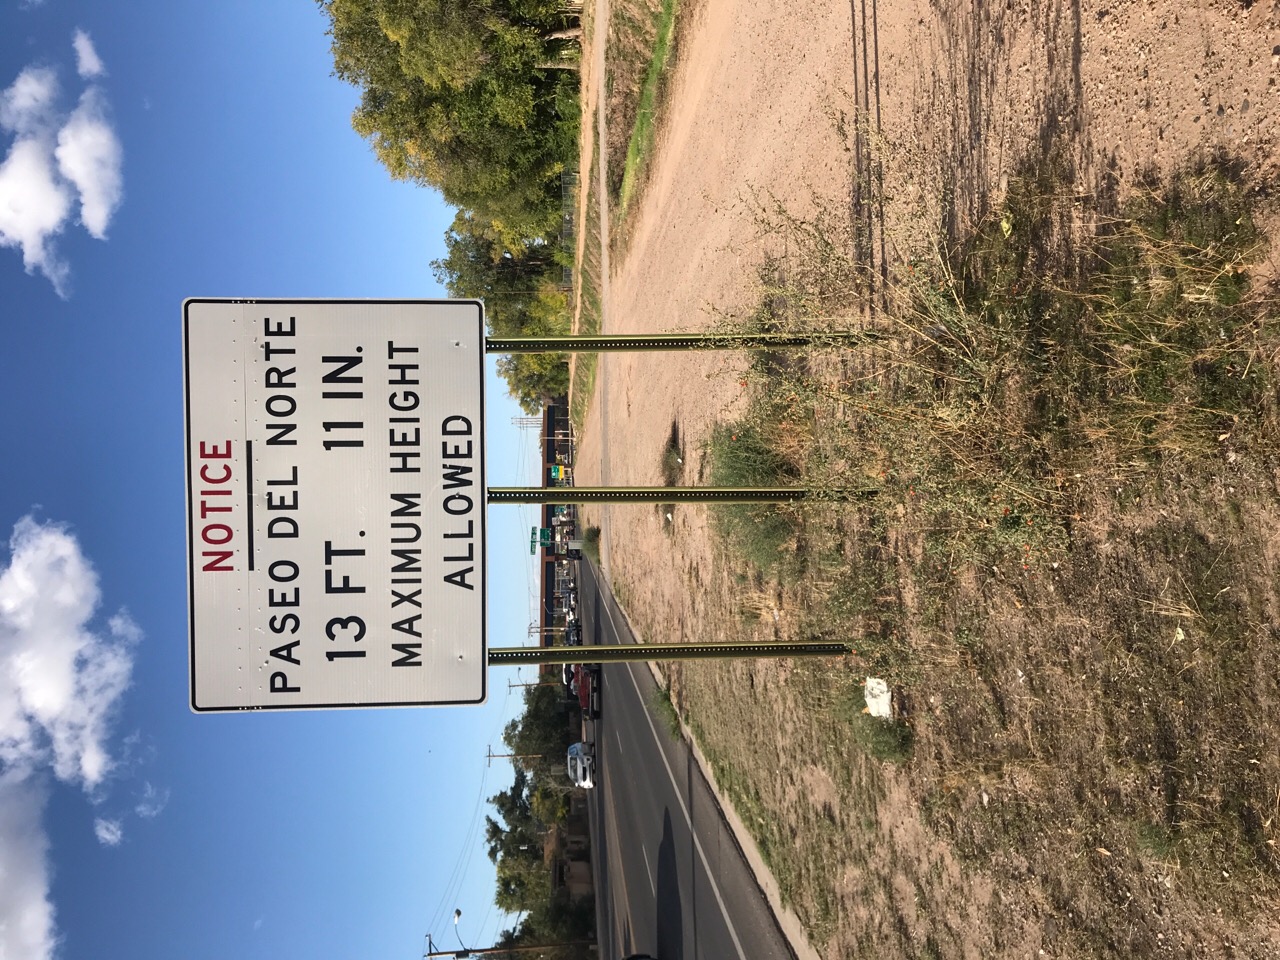 NOTICE
PASEO DEL NORTE
13 FT. 11 IN.
MAXIMUM HEIGHT
ALLOWED